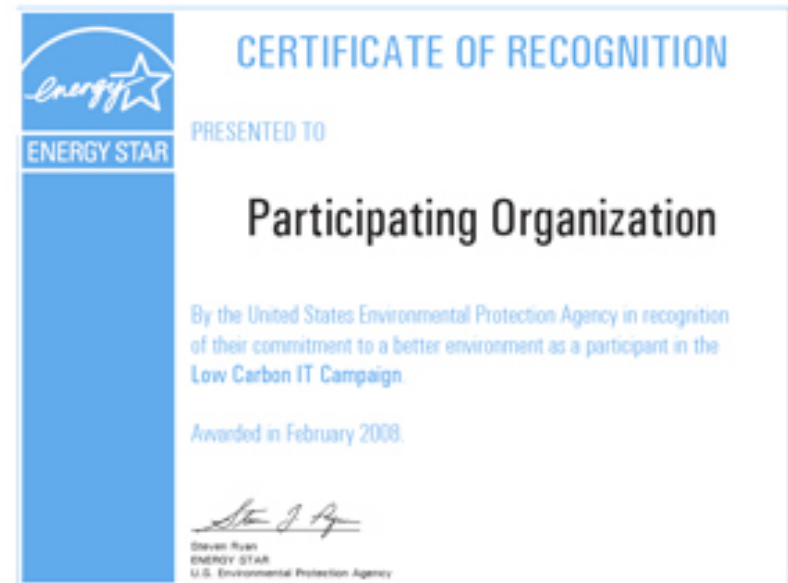 CERTIFICATE OF RECOGNITION
energy
ENERGY STAR
PRESENTED TO
Participating Organization
By the United States Environmental Protection Agency in recognition
of their commitment to a better environment as a participant in the
Low Carbon IT Campaign.
Awarded in February 2008.
Steven Ryan
ENERGY STAR
U.S. Environmental Protection Agency